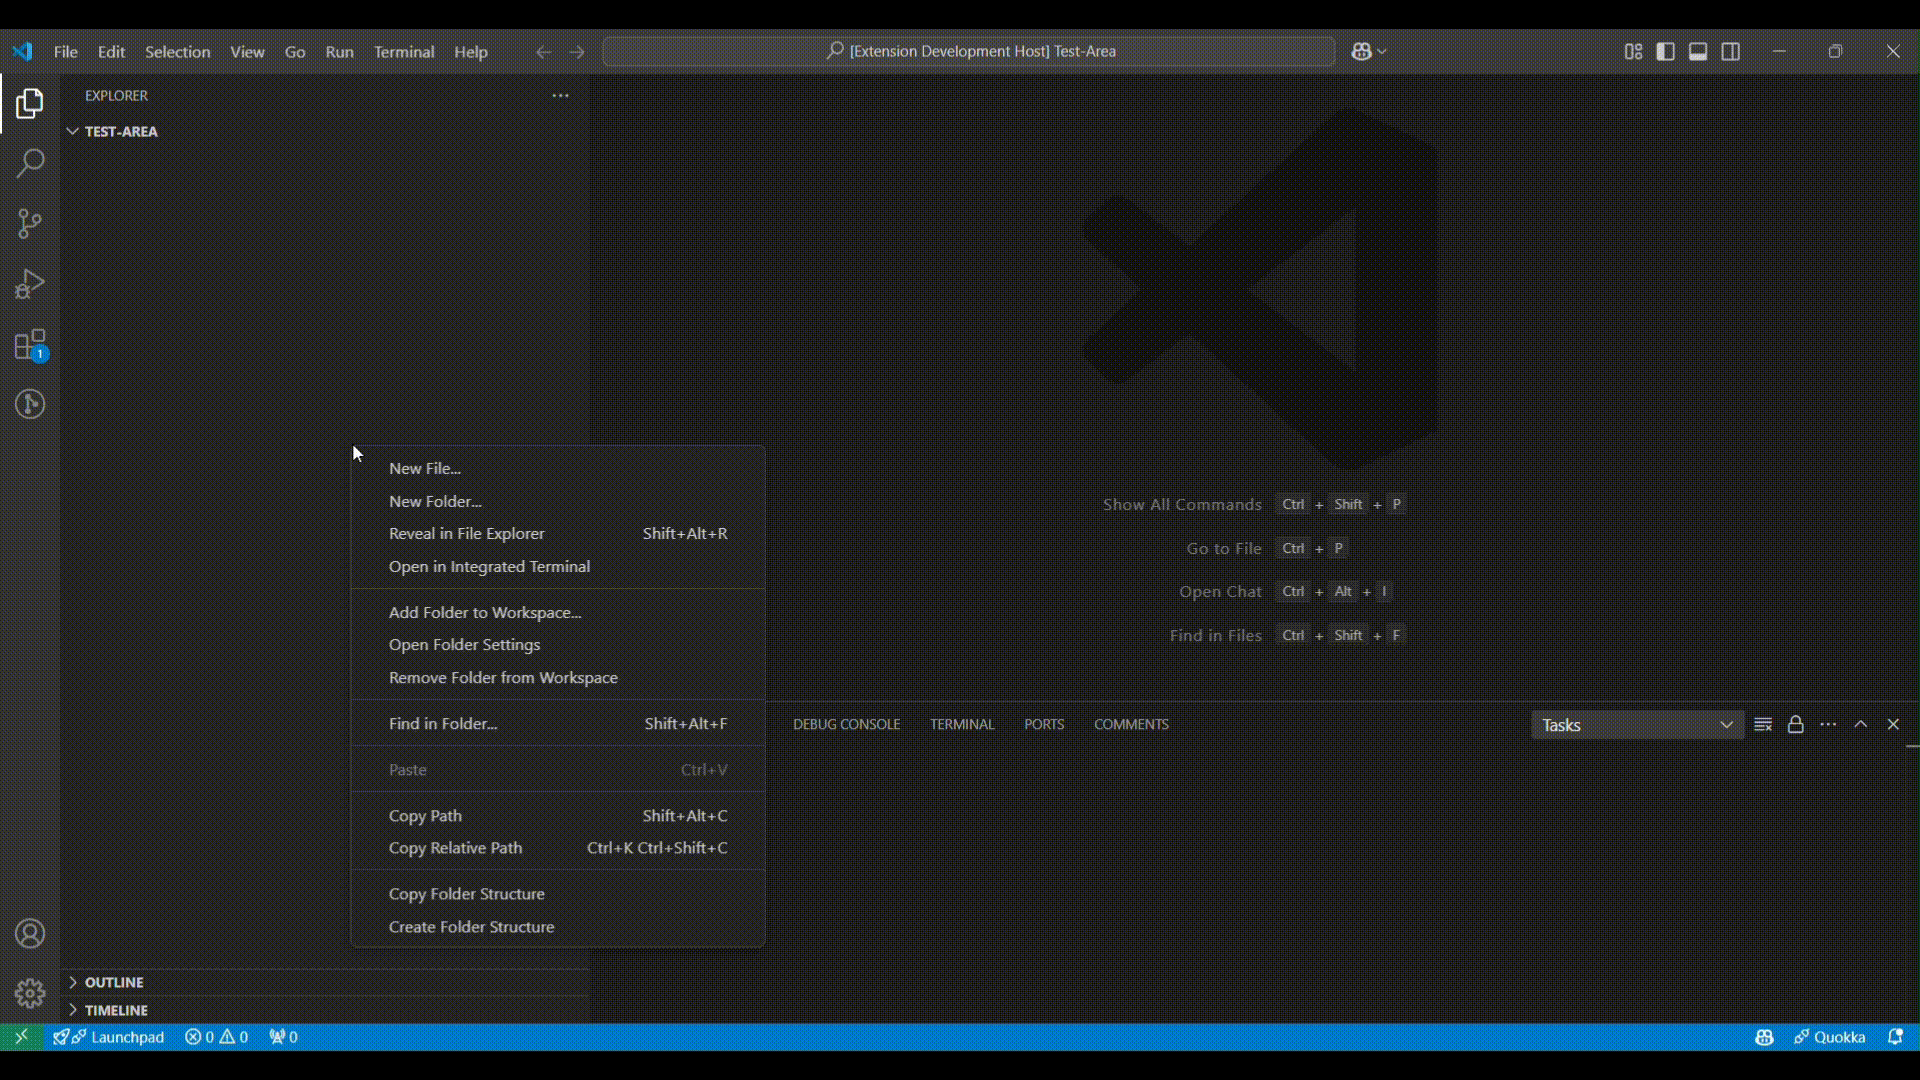 File Edit Selection View Go Run Terminal Help [Extension Development Host] Test-Area
EXPLORER
TEST-AREA
1
New File...
New Folder...
Reveal in File Explorer Shift+Alt+R
Open in Integrated Terminal
Add Folder to Workspace...
Open Folder Settings
Remove Folder from Workspace
Find in Folder... Shift+Alt+F
Paste Ctrl+V
Copy Path Shift+Alt+C
Copy Relative Path Ctrl+K Ctrl+Shift+C
Copy Folder Structure
Create Folder Structure
Show All Commands Ctrl + Shift + P
Go to File Ctrl + P
Open Chat Ctrl + Alt + I
Find in Files Ctrl + Shift + F
DEBUG CONSOLE TERMINAL PORTS COMMENTS Tasks
OUTLINE
TIMELINE
Launchpad 0 0 0 Quokka